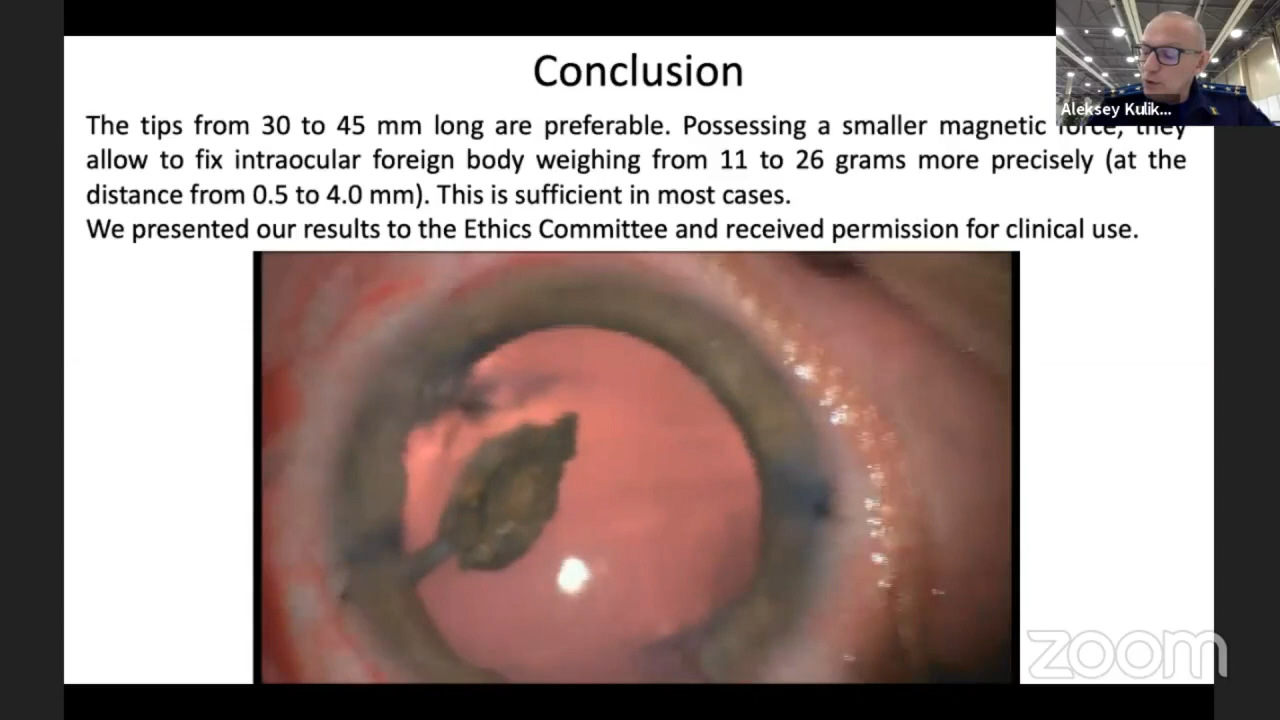 Conclusion
Aleksey Kulik...
The tips from 30 to 45 mm long are preferable. Possessing a smaller magnetic force, they
allow to fix intraocular foreign body weighing from 11 to 26 grams more precisely (at the
distance from 0.5 to 4.0 mm). This is sufficient in most cases.
We presented our results to the Ethics Committee and received permission for clinical use.
zoom